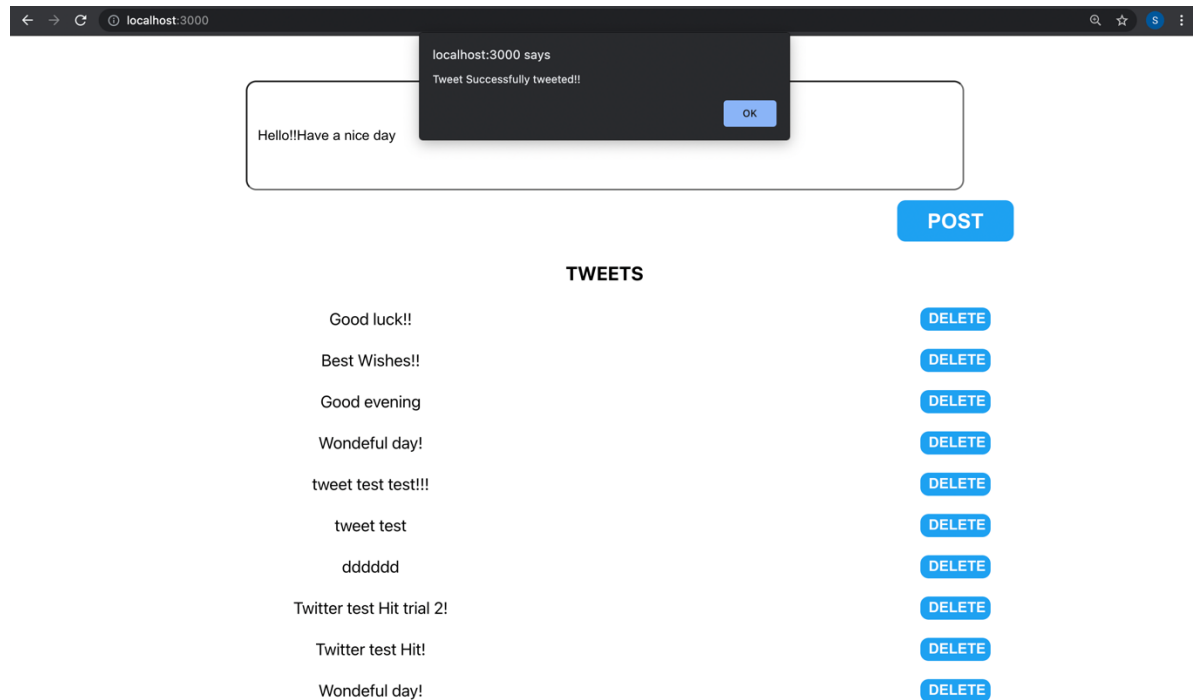 localhost:3000
S
localhost:3000 says
Tweet Successfully tweeted!!
OK
Hello!!Have a nice day
POST
TWEETS
Good luck!! DELETE
Best Wishes!! DELETE
Good evening DELETE
Wondeful day! DELETE
tweet test test!!! DELETE
tweet test DELETE
dddddd DELETE
Twitter test Hit trial 2! DELETE
Twitter test Hit! DELETE
Wondeful day! DELETE